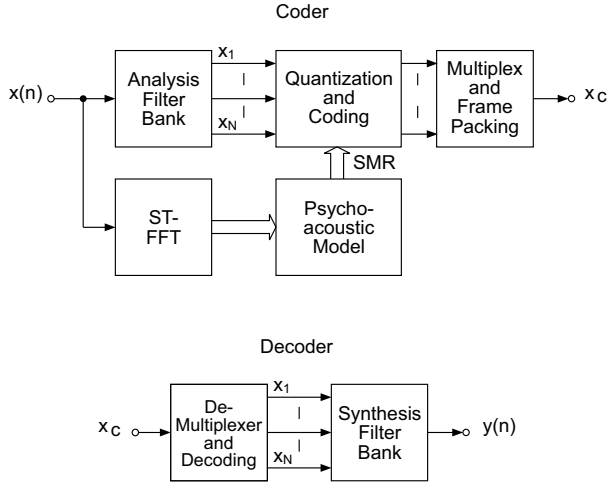 Coder
x(n)
Analysis
Filter
Bank
x1
xN
Quantization
and
Coding
Multiplex
and
Frame
Packing
xC
SMR
ST-
FFT
Psycho-
acoustic
Model
Decoder
xC
De-
Multiplexer
and
Decoding
x1
xN
Synthesis
Filter
Bank
y(n)